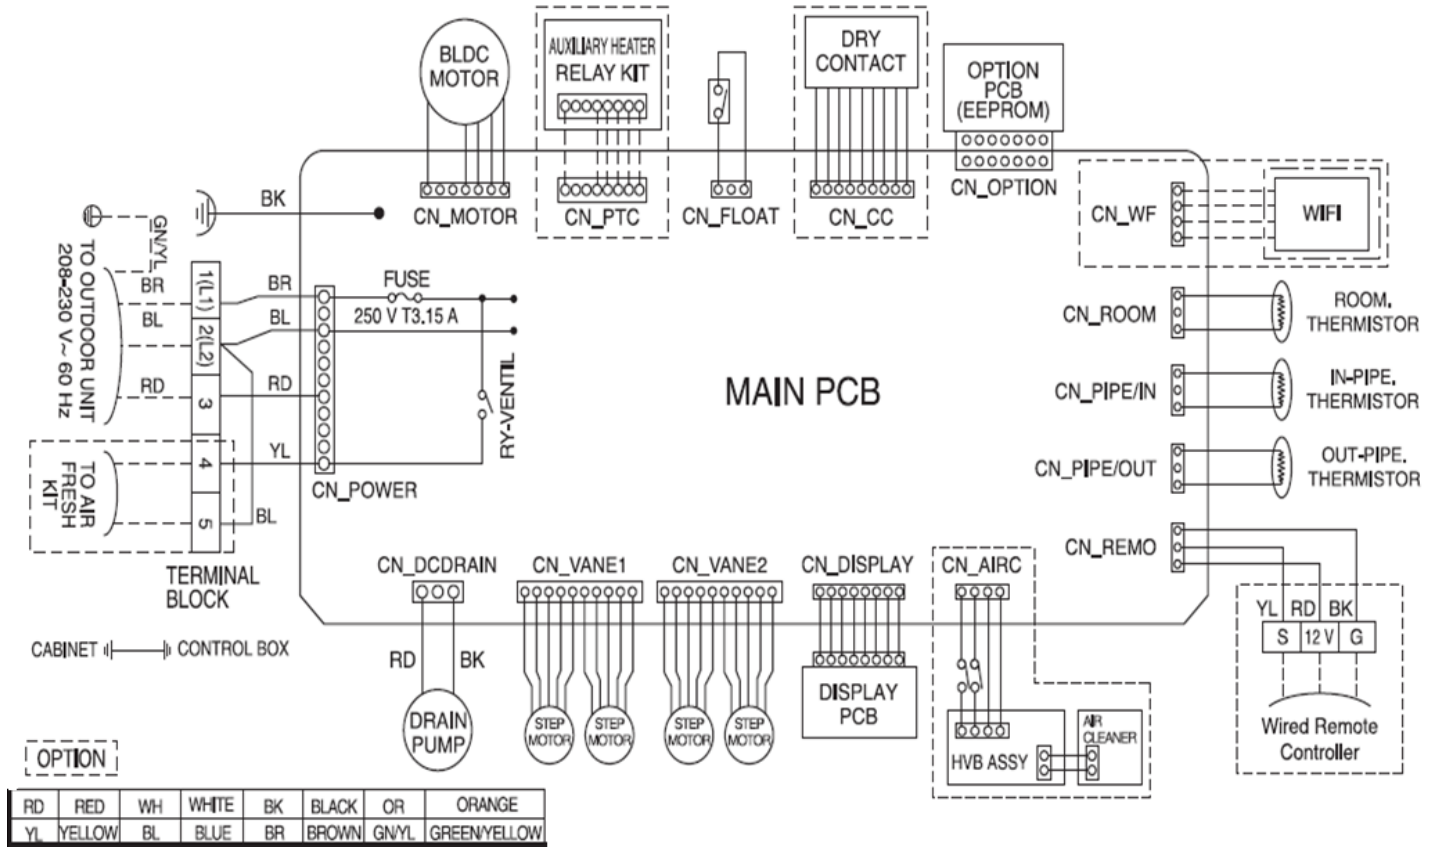 BLDC
MOTOR
AUXILIARY HEATER
RELAY KIT
DRY
CONTACT
OPTION
PCB
(EEPROM)
CN_MOTOR
CN_PTC
CN_FLOAT
CN_CC
CN_OPTION
CN_WF
WIFI
BK
GN/YL
TO OUTDOOR UNIT
208-230 V~ 60 Hz
BR
BL
RD
1(L1)
2(L2)
3
4
5
BR
BL
RD
YL
BL
FUSE
250 V T3.15 A
RY-VENTIL
CN_POWER
TO AIR
FRESH
KIT
TERMINAL
BLOCK
MAIN PCB
CN_ROOM
ROOM.
THERMISTOR
CN_PIPE/IN
IN-PIPE.
THERMISTOR
CN_PIPE/OUT
OUT-PIPE.
THERMISTOR
CN_REMO
YL RD BK
S 12 V G
Wired Remote
Controller
CN_DCDRAIN
CN_VANE1
CN_VANE2
CN_DISPLAY
CN_AIRC
RD
BK
DRAIN
PUMP
STEP
MOTOR
STEP
MOTOR
STEP
MOTOR
STEP
MOTOR
DISPLAY
PCB
HVB ASSY
AIR
CLEANER
CABINET
CONTROL BOX
OPTION
RD RED WH WHITE BK BLACK OR ORANGE
YL YELLOW BL BLUE BR BROWN GN/YL GREEN/YELLOW